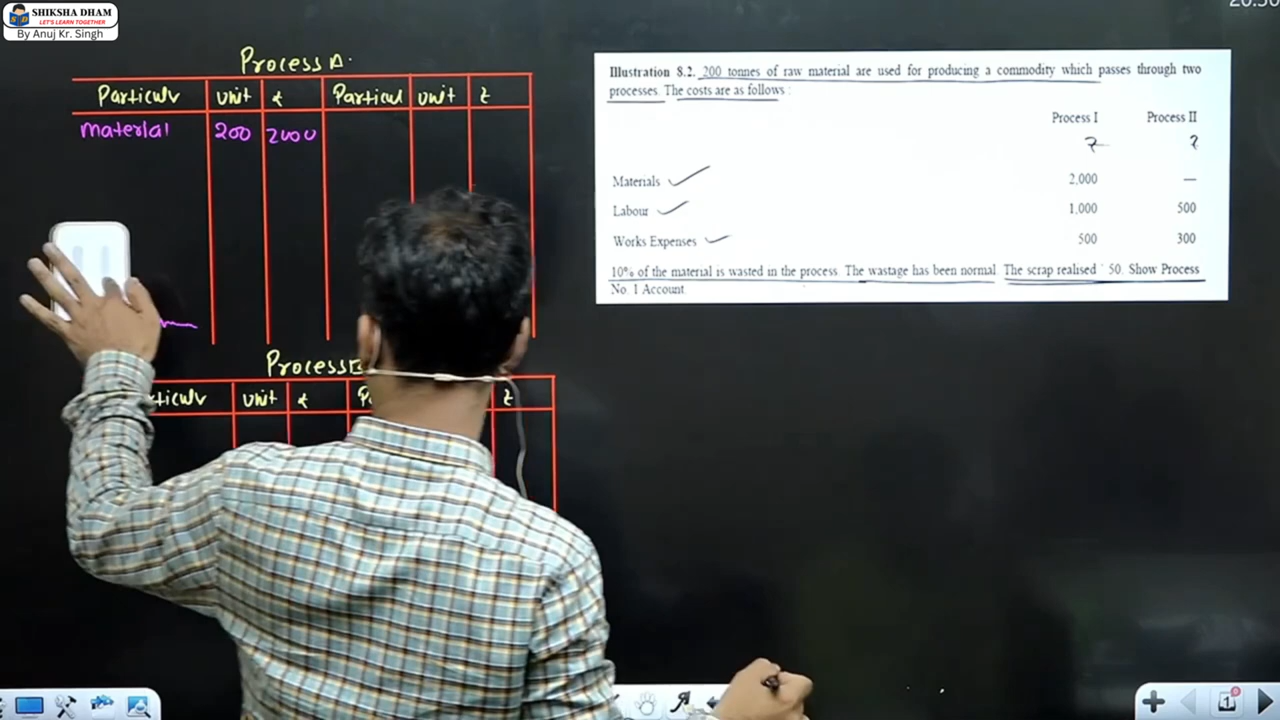 SHIKSHA DHAM
LET'S LEARN TOGETHER
By Anuj Kr. Singh
Process A.
Particulr Unit ₹ Particul Unit ₹
Material 200 2000
Process
Unit ₹ ₹
Illustration 8.2. 200 tonnes of raw material are used for producing a commodity which passes through two
processes. The costs are as follows :
Process I Process II
₹ ₹
Materials 2,000 —
Labour 1,000 500
Works Expenses 500 300
10% of the material is wasted in the process. The wastage has been normal. The scrap realised ` 50. Show Process
No. 1 Account.
1